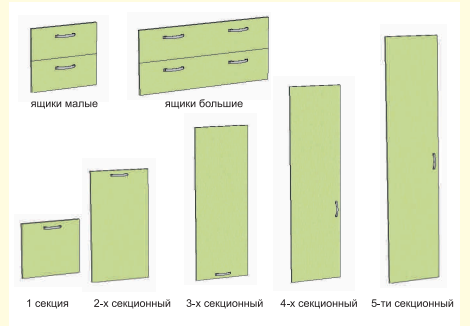 ящики малые
ящики большие
1 секция
2-х секционный
3-х секционный
4-х секционный
5-ти секционный